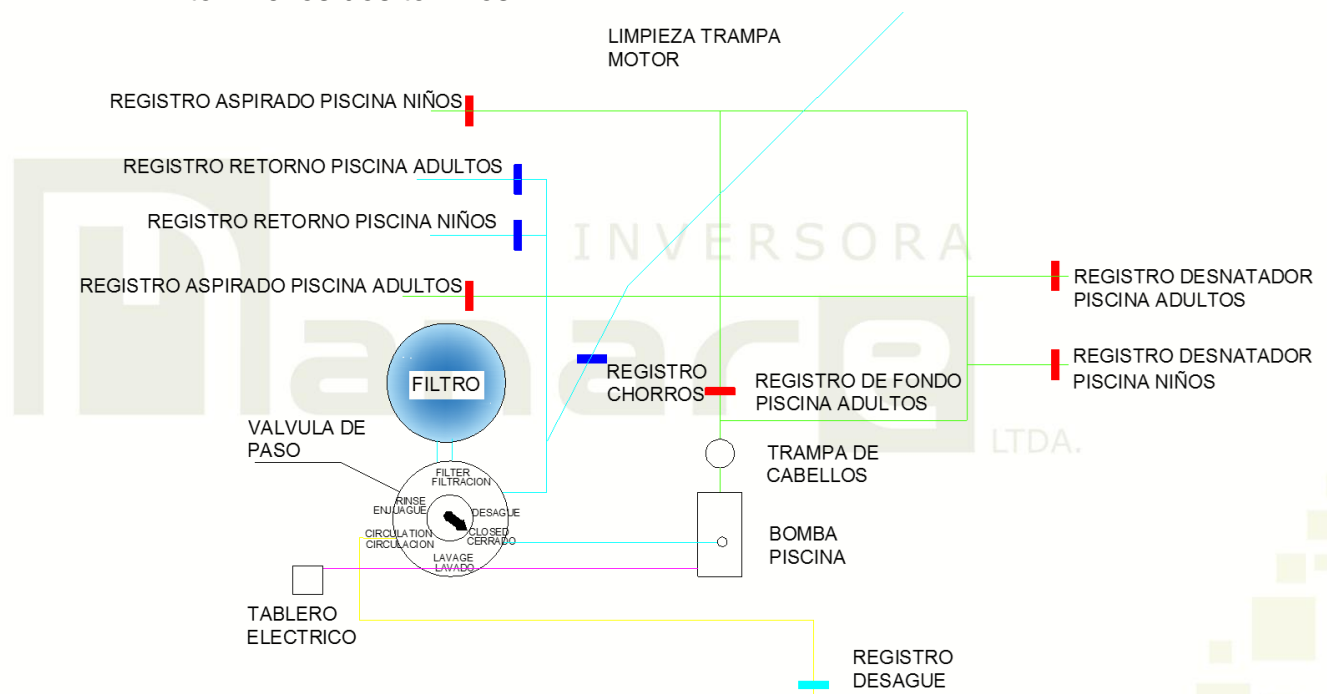 LIMPIEZA TRAMPA
MOTOR
REGISTRO ASPIRADO PISCINA NIÑOS
REGISTRO RETORNO PISCINA ADULTOS
REGISTRO RETORNO PISCINA NIÑOS
INVERSORA
manare
LTDA.
REGISTRO ASPIRADO PISCINA ADULTOS
REGISTRO DESNATADOR
PISCINA ADULTOS
REGISTRO DESNATADOR
PISCINA NIÑOS
FILTRO
REGISTRO
CHORROS
REGISTRO DE FONDO
PISCINA ADULTOS
VALVULA DE
PASO
TRAMPA DE
CABELLOS
FILTER
FILTRACION
RINSE
ENJUAGUE
DESAGUE
CIRCULATION
CIRCULACION
CLOSED
CERRADO
LAVAGE
LAVADO
BOMBA
PISCINA
TABLERO
ELECTRICO
REGISTRO
DESAGUE